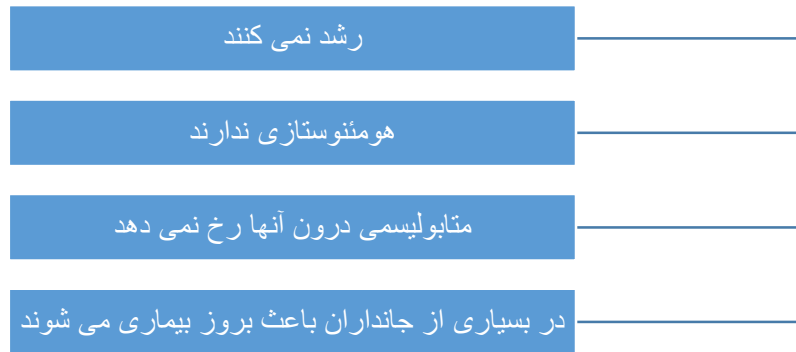 رشد نمی کنند
هومئنوستازی ندارند
متابولیسمی درون آنها رخ نمی دهد
در بسیاری از جانداران باعث بروز بیماری می شوند